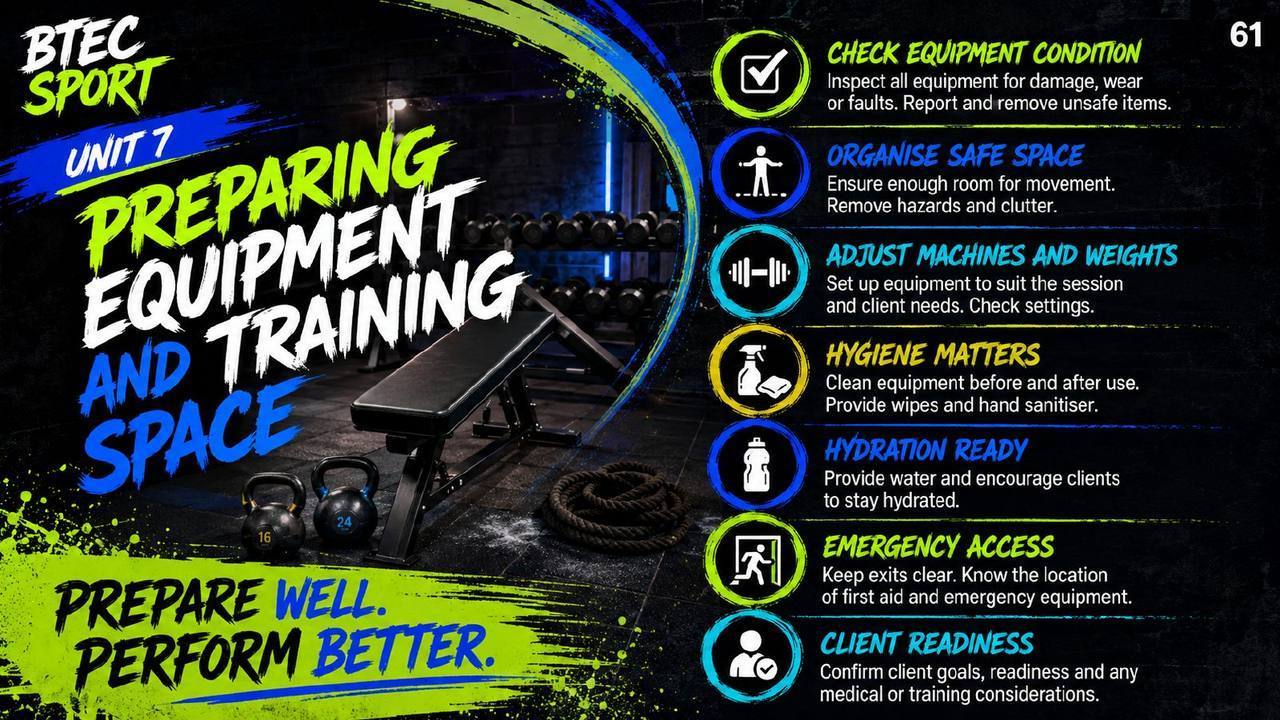 BTEC
SPORT
UNIT 7
PREPARING
EQUIPMENT
AND TRAINING
SPACE
16
24
PREPARE WELL.
PERFORM BETTER.
61
CHECK EQUIPMENT CONDITION
Inspect all equipment for damage, wear
or faults. Report and remove unsafe items.
ORGANISE SAFE SPACE
Ensure enough room for movement.
Remove hazards and clutter.
ADJUST MACHINES AND WEIGHTS
Set up equipment to suit the session
and client needs. Check settings.
HYGIENE MATTERS
Clean equipment before and after use.
Provide wipes and hand sanitiser.
HYDRATION READY
Provide water and encourage clients
to stay hydrated.
EMERGENCY ACCESS
Keep exits clear. Know the location
of first aid and emergency equipment.
CLIENT READINESS
Confirm client goals, readiness and any
medical or training considerations.